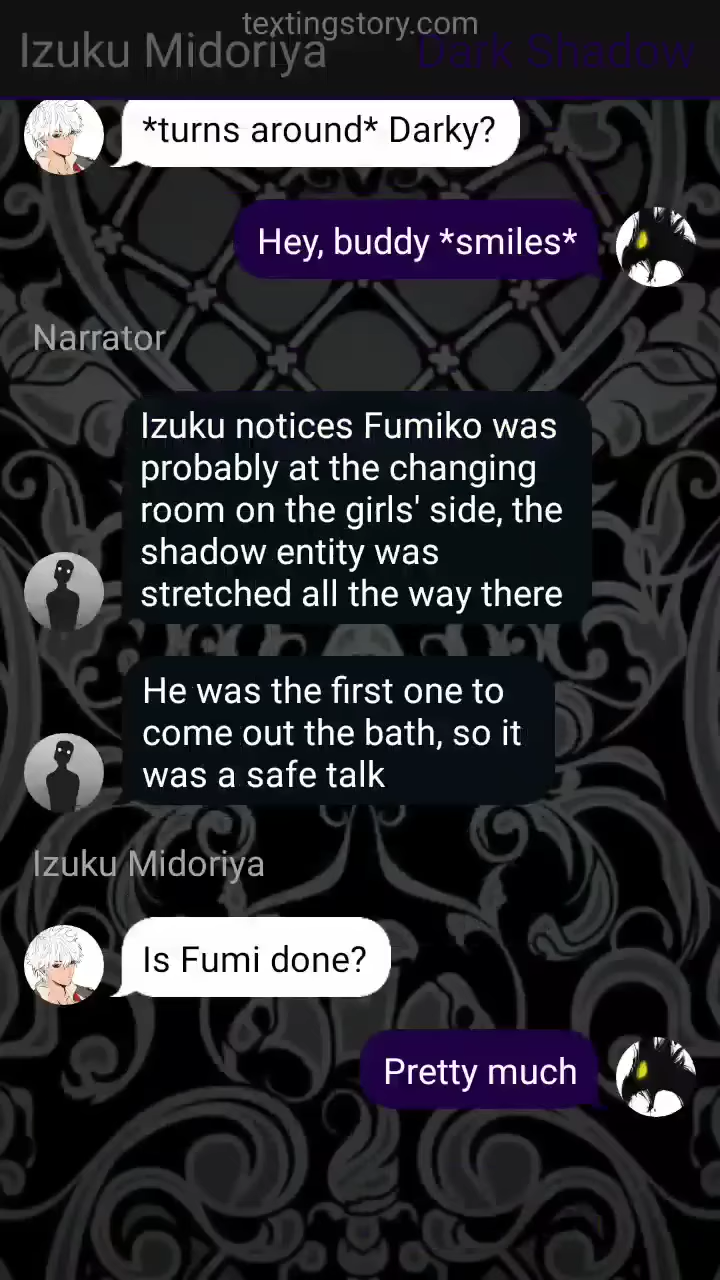 textingstory.com
Izuku Midoriya
Dark Shadow
*turns around* Darky?
Hey, buddy *smiles*
Narrator
Izuku notices Fumiko was
probably at the changing
room on the girls' side, the
shadow entity was
stretched all the way there
He was the first one to
come out the bath, so it
was a safe talk
Izuku Midoriya
Is Fumi done?
Pretty much